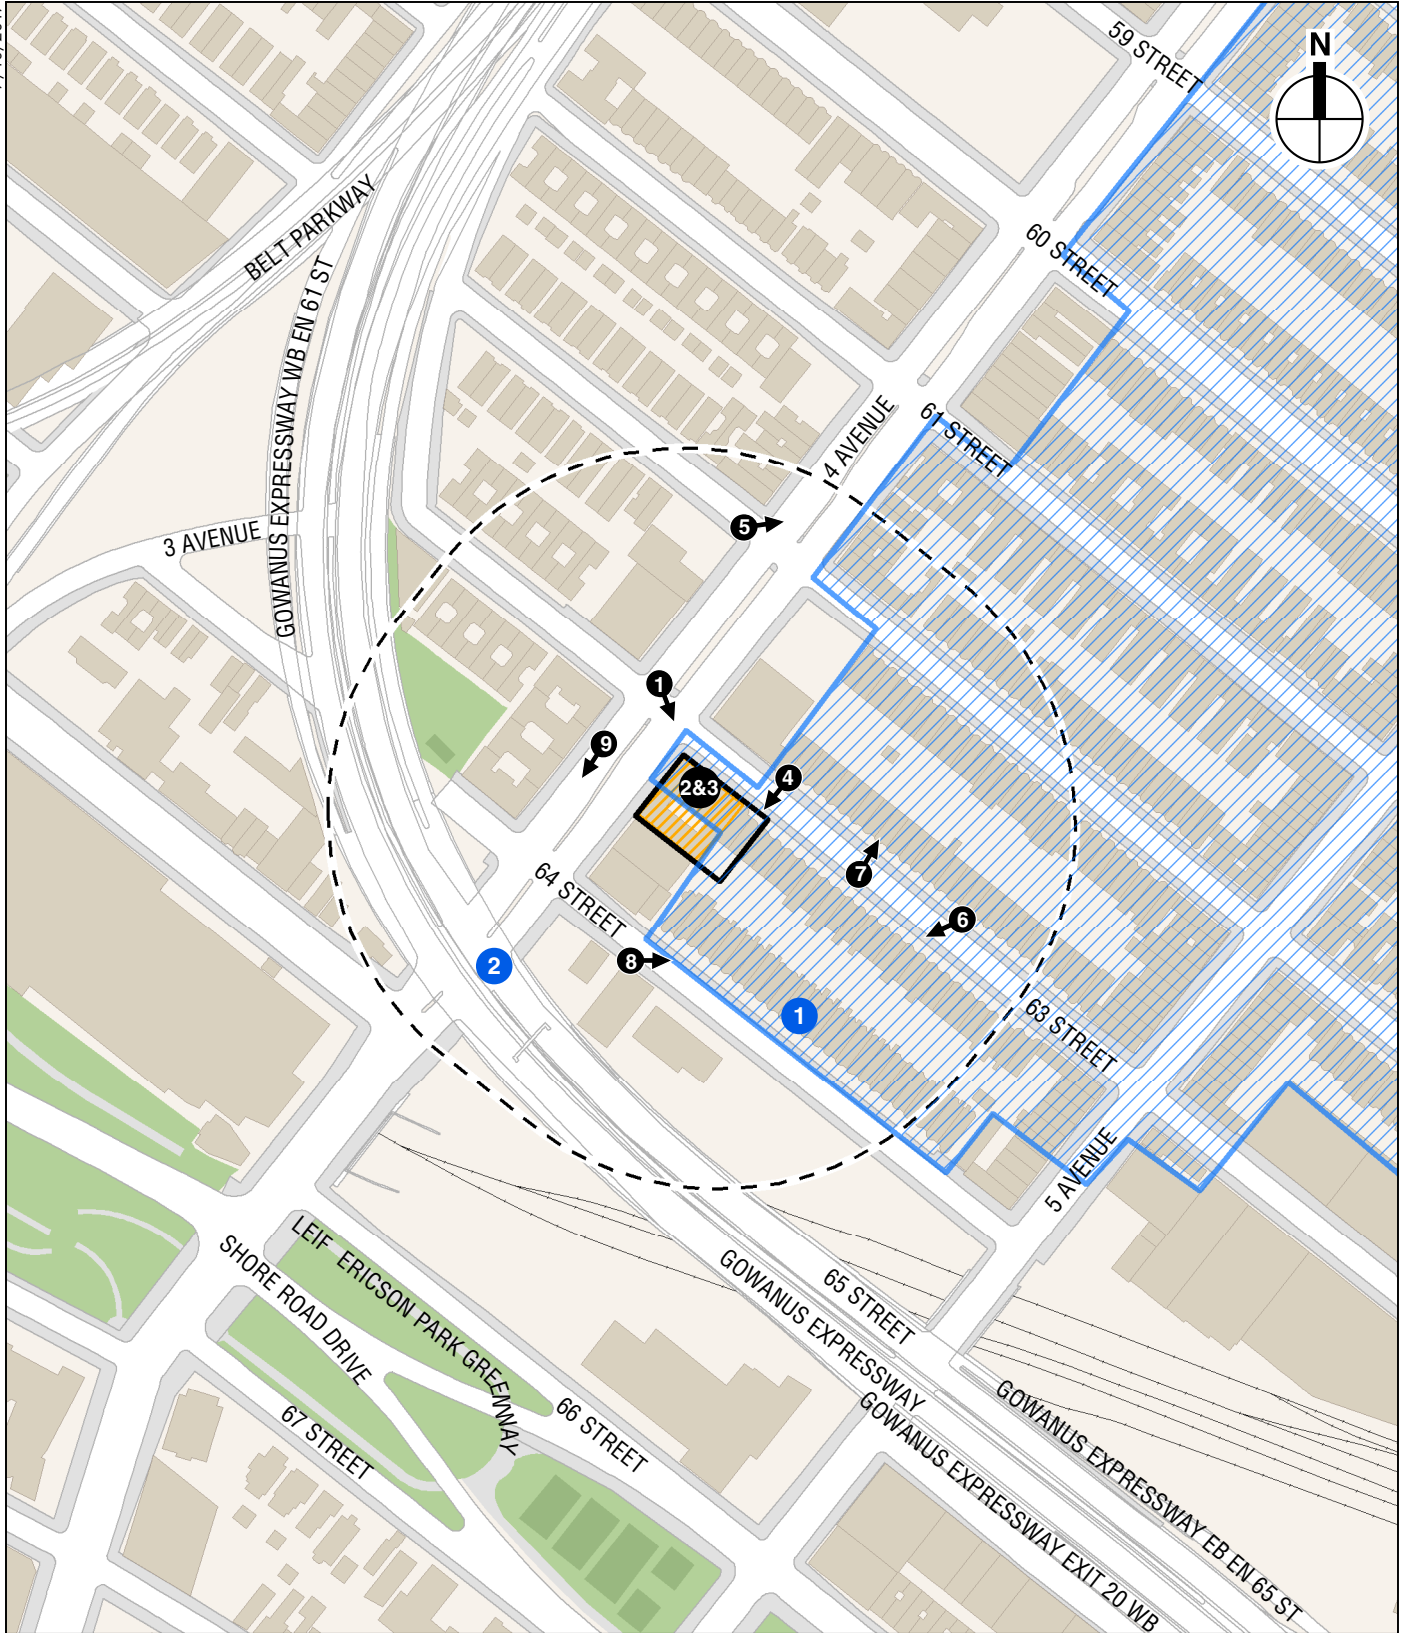 59 STREET
N
60 STREET
BELT PARKWAY
GOWANUS EXPRESSWAY WB EN 61 ST
4 AVENUE
61 STREET
3 AVENUE
5
1
9
2&3
4
7
6
64 STREET
8
2
1
63 STREET
5 AVENUE
LEIF ERICSON PARK GREENWAY
SHORE ROAD DRIVE
65 STREET
GOWANUS EXPRESSWAY
GOWANUS EXPRESSWAY EB EN 65 ST
GOWANUS EXPRESSWAY EXIT 20 WB
66 STREET
67 STREET